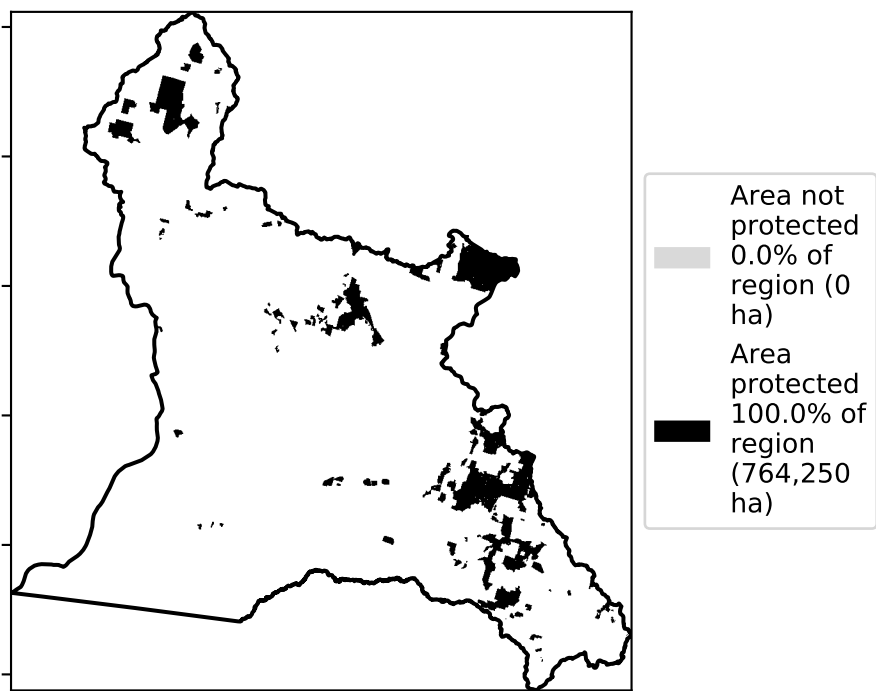 Area not
protected
0.0% of
region (0
ha)
Area
protected
100.0% of
region
(764,250
ha)